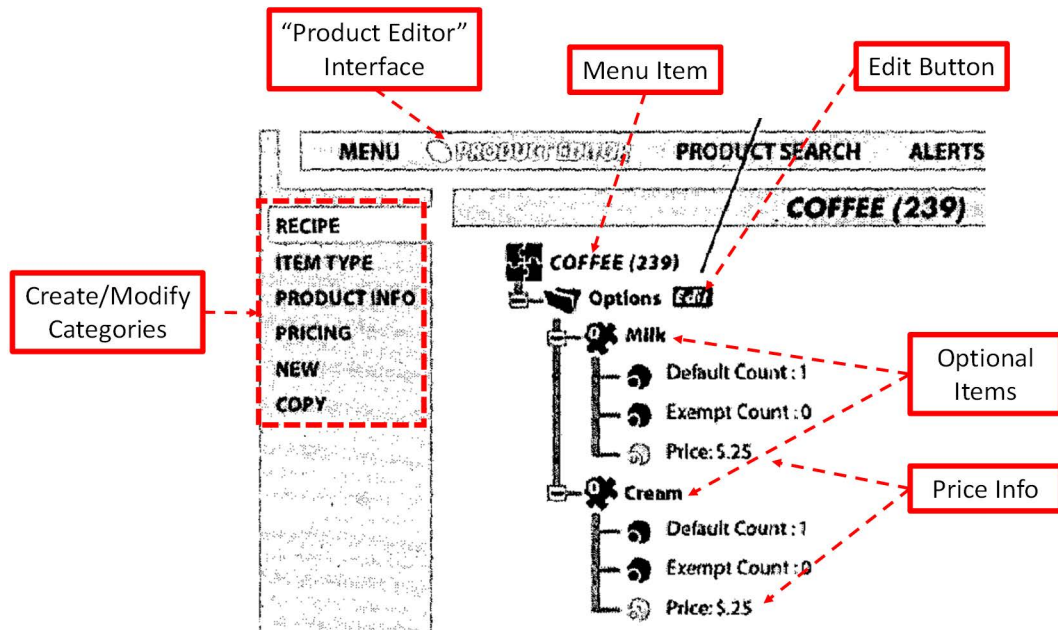 “Product Editor”
Interface
Menu Item
Edit Button
MENU PRODUCT EDITOR PRODUCT SEARCH ALERTS
COFFEE (239)
RECIPE
ITEM TYPE
PRODUCT INFO
PRICING
NEW
COPY
Create/Modify
Categories
COFFEE (239)
Options Edit
Milk
Default Count : 1
Exempt Count : 0
Price: $.25
Cream
Default Count : 1
Exempt Count : 0
Price: $.25
Optional
Items
Price Info